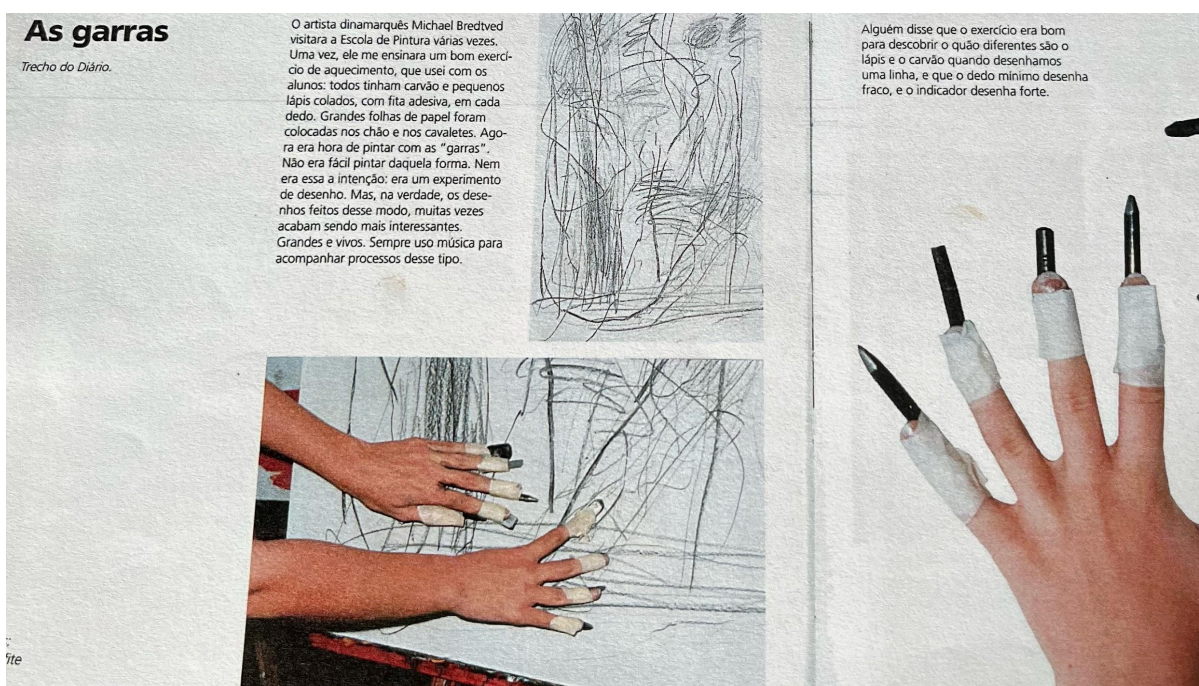 As garras
Trecho do Diário.
O artista dinamarquês Michael Bredtved
visitara a Escola de Pintura várias vezes.
Uma vez, ele me ensinara um bom exercí-
cio de aquecimento, que usei com os
alunos: todos tinham carvão e pequenos
lápis colados, com fita adesiva, em cada
dedo. Grandes folhas de papel foram
colocadas nos chão e nos cavaletes. Ago-
ra era hora de pintar com as “garras”.
Não era fácil pintar daquela forma. Nem
era essa a intenção: era um experimento
de desenho. Mas, na verdade, os dese-
nhos feitos desse modo, muitas vezes
acabam sendo mais interessantes.
Grandes e vivos. Sempre uso música para
acompanhar processos desse tipo.
Alguém disse que o exercício era bom
para descobrir o quão diferentes são o
lápis e o carvão quando desenhamos
uma linha, e que o dedo mínimo desenha
fraco, e o indicador desenha forte.